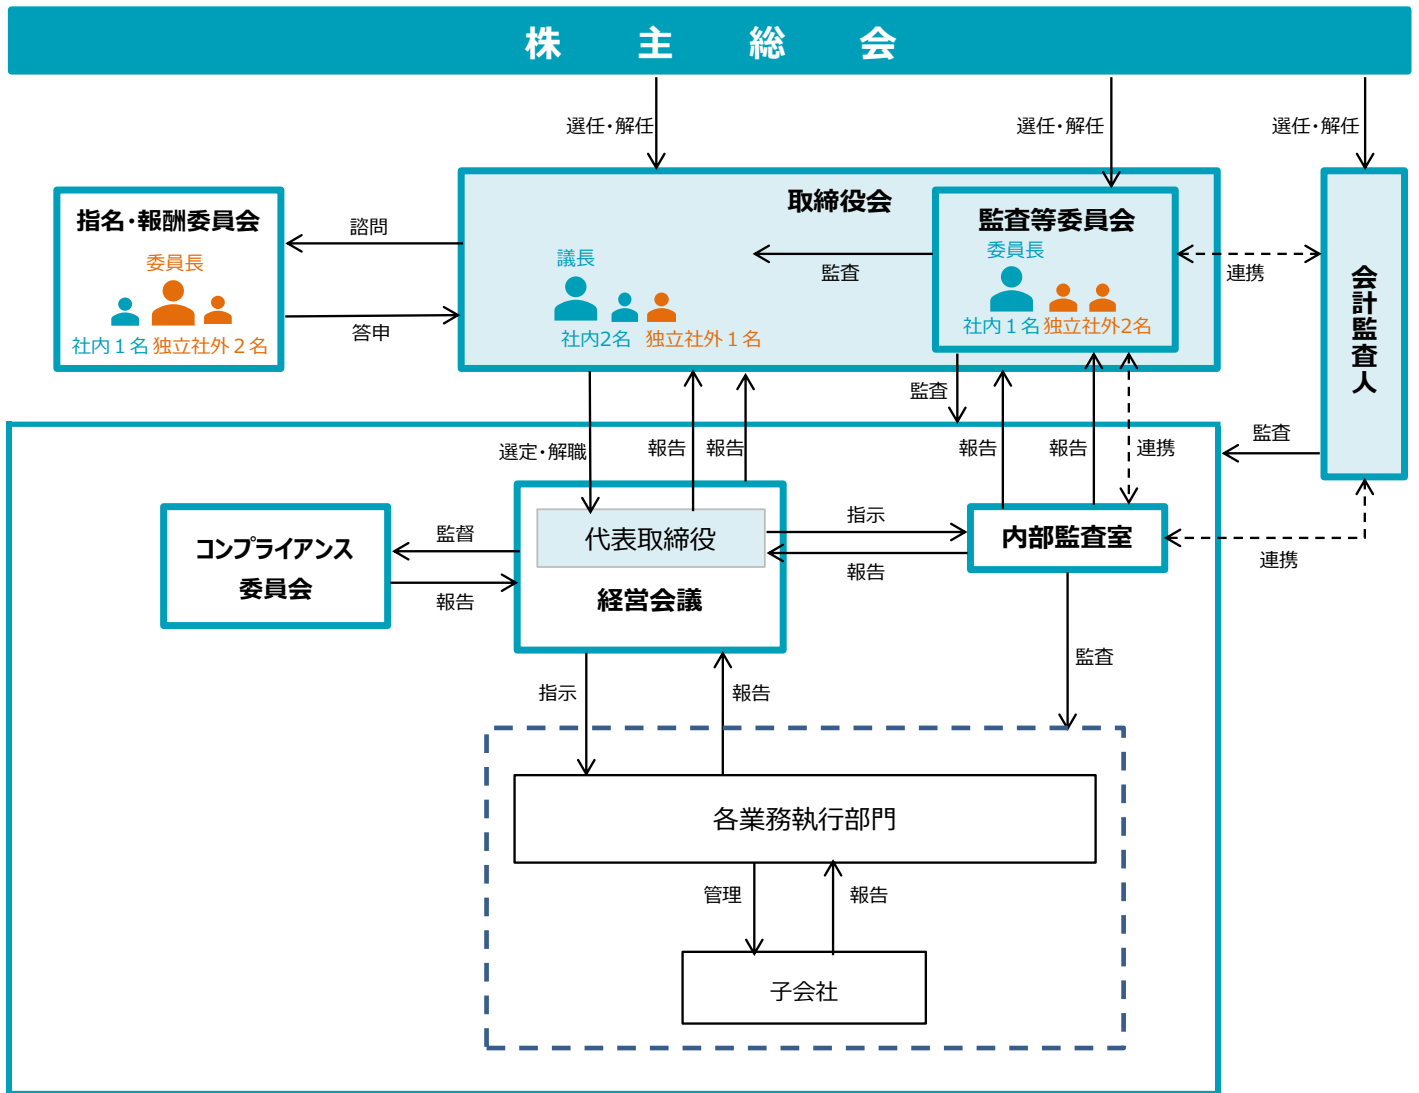 株主総会
選任・解任
選任・解任
選任・解任
取締役会
指名・報酬委員会
委員長
社内１名 独立社外２名
諮問
答申
議長
社内2名 独立社外１名
監査
監査等委員会
委員長
社内１名 独立社外2名
連携
会計監査人
監査
選定・解職
報告
報告
監査
報告
報告
連携
監査
コンプライアンス
委員会
監督
報告
代表取締役
経営会議
指示
報告
内部監査室
連携
指示
報告
監査
各業務執行部門
管理
報告
子会社